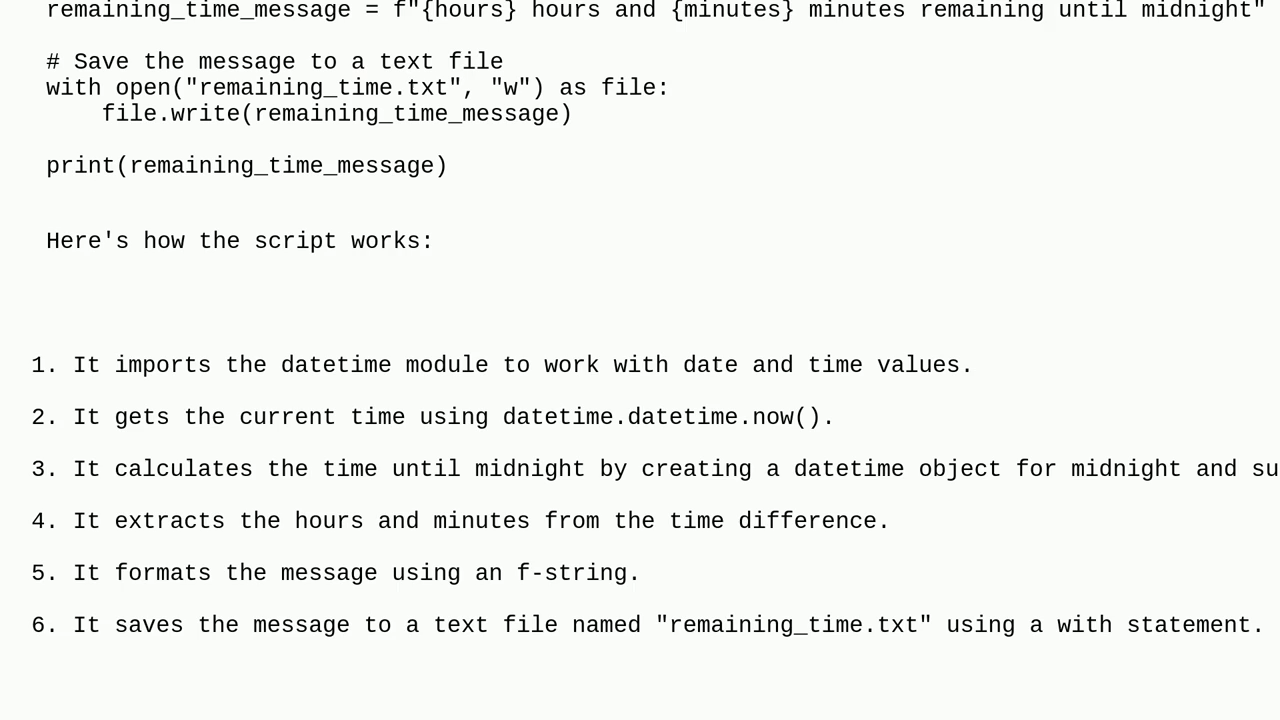 remaining_time_message = f"{hours} hours and {minutes} minutes remaining until midnight"
# Save the message to a text file
with open("remaining_time.txt", "w") as file:
file.write(remaining_time_message)
print(remaining_time_message)
Here's how the script works:
1. It imports the datetime module to work with date and time values.
2. It gets the current time using datetime.datetime.now().
3. It calculates the time until midnight by creating a datetime object for midnight and su
4. It extracts the hours and minutes from the time difference.
5. It formats the message using an f-string.
6. It saves the message to a text file named "remaining_time.txt" using a with statement.